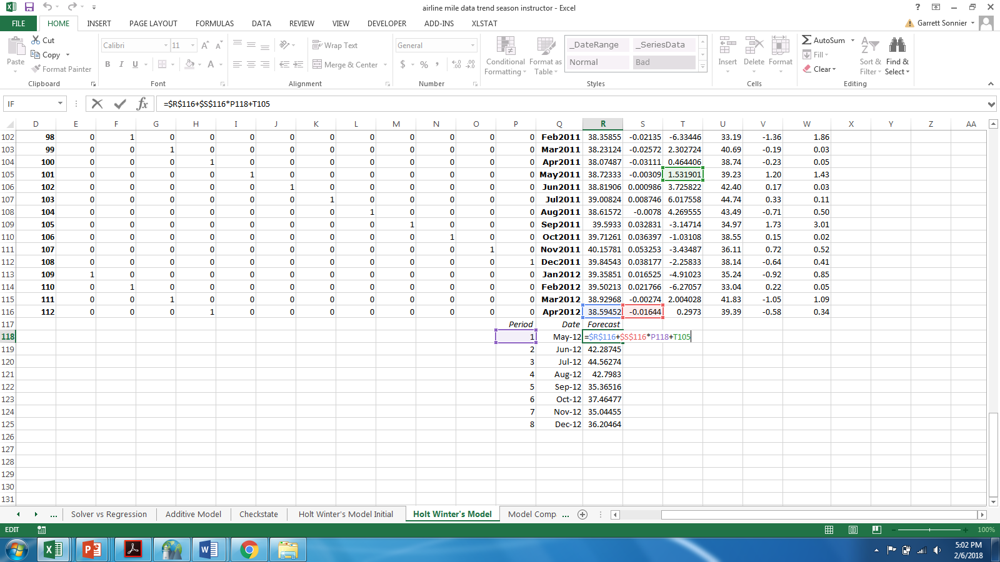 airline mile data trend season instructor - Excel
FILE HOME INSERT PAGE LAYOUT FORMULAS DATA REVIEW VIEW DEVELOPER ADD-INS XLSTAT Garrett Sonnier
Paste Cut Copy Format Painter Clipboard
Calibri 11 B I U A Font
Wrap Text Merge & Center Alignment
General $ % , Number
Conditional Formatting Format as Table _DateRange _SeriesData Normal Bad Styles
Insert Delete Format Cells
AutoSum Fill Clear Sort & Filter Find & Select Editing
IF fx =$R$116+$S$116*P118+T105
D E F G H I J K L M N O P Q R S T U V W X Y Z AA
102 98 0 1 0 0 0 0 0 0 0 0 0 0 Feb2011 38.35855 -0.02135 -6.33446 33.19 -1.36 1.86
103 99 0 0 1 0 0 0 0 0 0 0 0 0 Mar2011 38.23124 -0.02572 2.302724 40.69 -0.19 0.03
104 100 0 0 0 1 0 0 0 0 0 0 0 0 Apr2011 38.07487 -0.03111 0.464406 38.74 -0.23 0.05
105 101 0 0 0 0 1 0 0 0 0 0 0 0 May2011 38.72333 -0.00309 1.531901 39.23 1.20 1.43
106 102 0 0 0 0 0 1 0 0 0 0 0 0 Jun2011 38.81906 0.000986 3.725822 42.40 0.17 0.03
107 103 0 0 0 0 0 0 1 0 0 0 0 0 Jul2011 39.00824 0.008746 6.017558 44.74 0.33 0.11
108 104 0 0 0 0 0 0 0 1 0 0 0 0 Aug2011 38.61572 -0.0078 4.269555 43.49 -0.71 0.50
109 105 0 0 0 0 0 0 0 0 1 0 0 0 Sep2011 39.5933 0.032831 -3.14714 34.97 1.73 3.01
110 106 0 0 0 0 0 0 0 0 0 1 0 0 Oct2011 39.71261 0.036397 -1.03108 38.55 0.15 0.02
111 107 0 0 0 0 0 0 0 0 0 0 1 0 Nov2011 40.15781 0.053253 -3.43487 36.11 0.72 0.52
112 108 0 0 0 0 0 0 0 0 0 0 0 1 Dec2011 39.84543 0.038177 -2.25833 38.14 -0.64 0.41
113 109 1 0 0 0 0 0 0 0 0 0 0 0 Jan2012 39.35851 0.016525 -4.91023 35.24 -0.92 0.85
114 110 0 1 0 0 0 0 0 0 0 0 0 0 Feb2012 39.50213 0.021766 -6.27057 33.04 0.22 0.05
115 111 0 0 1 0 0 0 0 0 0 0 0 0 Mar2012 38.92968 -0.00274 2.004028 41.83 -1.05 1.09
116 112 0 0 0 1 0 0 0 0 0 0 0 0 Apr2012 38.59452 -0.01644 0.2973 39.39 -0.58 0.34
117 Period Date Forecast
118 1 May-12 =$R$116+$S$116*P118+T105
119 2 Jun-12 42.28745
120 3 Jul-12 44.56274
121 4 Aug-12 42.7983
122 5 Sep-12 35.36516
123 6 Oct-12 37.46477
124 7 Nov-12 35.04455
125 8 Dec-12 36.20464
126
127
128
129
130
131
... Solver vs Regression Additive Model Checkstate Holt Winter's Model Initial Holt Winter's Model Model Comp ...
EDIT 100%
5:02 PM
2/6/2018